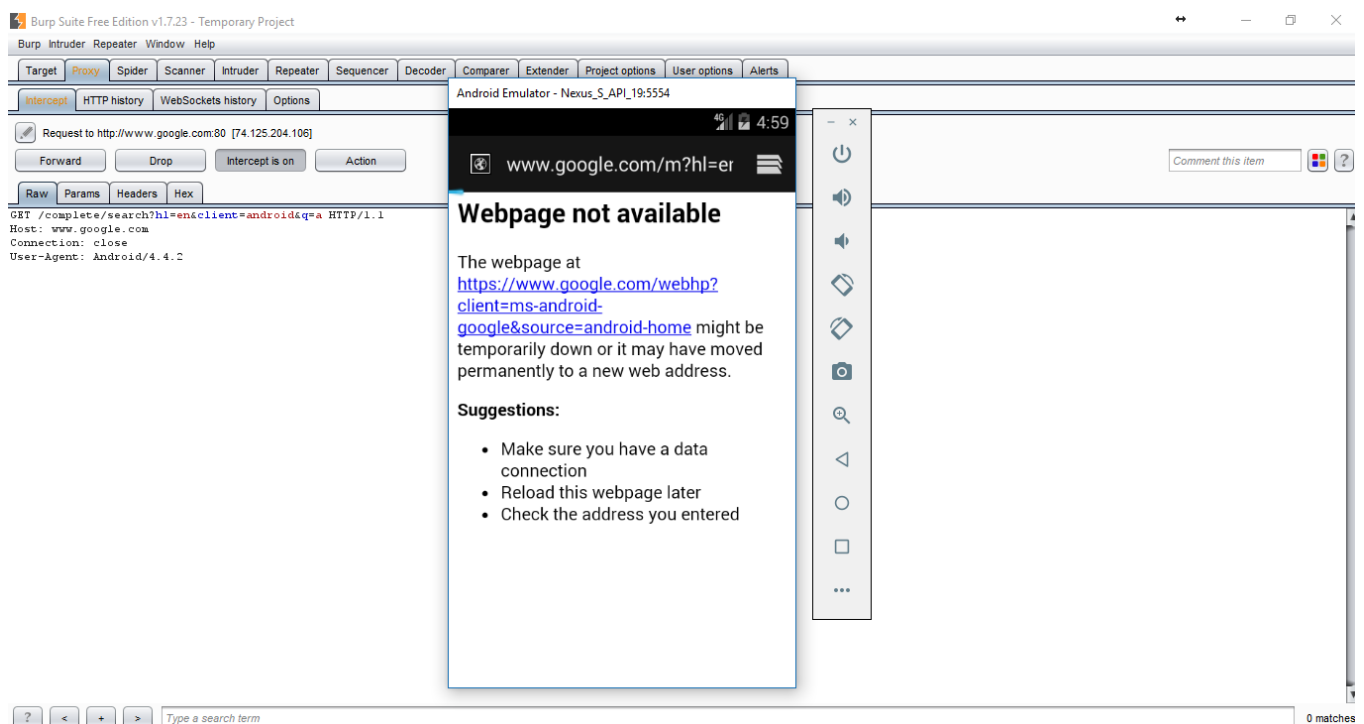 Burp Suite Free Edition v1.7.23 - Temporary Project
Burp Intruder Repeater Window Help
Target Proxy Spider Scanner Intruder Repeater Sequencer Decoder Comparer Extender Project options User options Alerts
Intercept HTTP history WebSockets history Options
Request to http://www.google.com:80 [74.125.204.106]
Forward Drop Intercept is on Action Comment this item ?
Raw Params Headers Hex
GET /complete/search?hl=en&client=android&q=a HTTP/1.1
Host: www.google.com
Connection: close
User-Agent: Android/4.4.2
Android Emulator - Nexus_S_API_19:5554
4G 4:59
www.google.com/m?hl=er
Webpage not available
The webpage at
https://www.google.com/webhp?
client=ms-android-
google&source=android-home might be
temporarily down or it may have moved
permanently to a new web address.
Suggestions:
• Make sure you have a data
connection
• Reload this webpage later
• Check the address you entered
? < + > Type a search term 0 matches